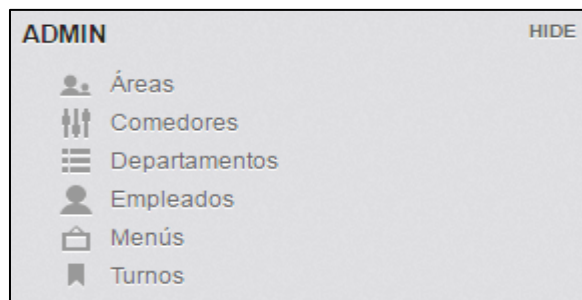 ADMIN HIDE
Áreas
Comedores
Departamentos
Empleados
Menús
Turnos